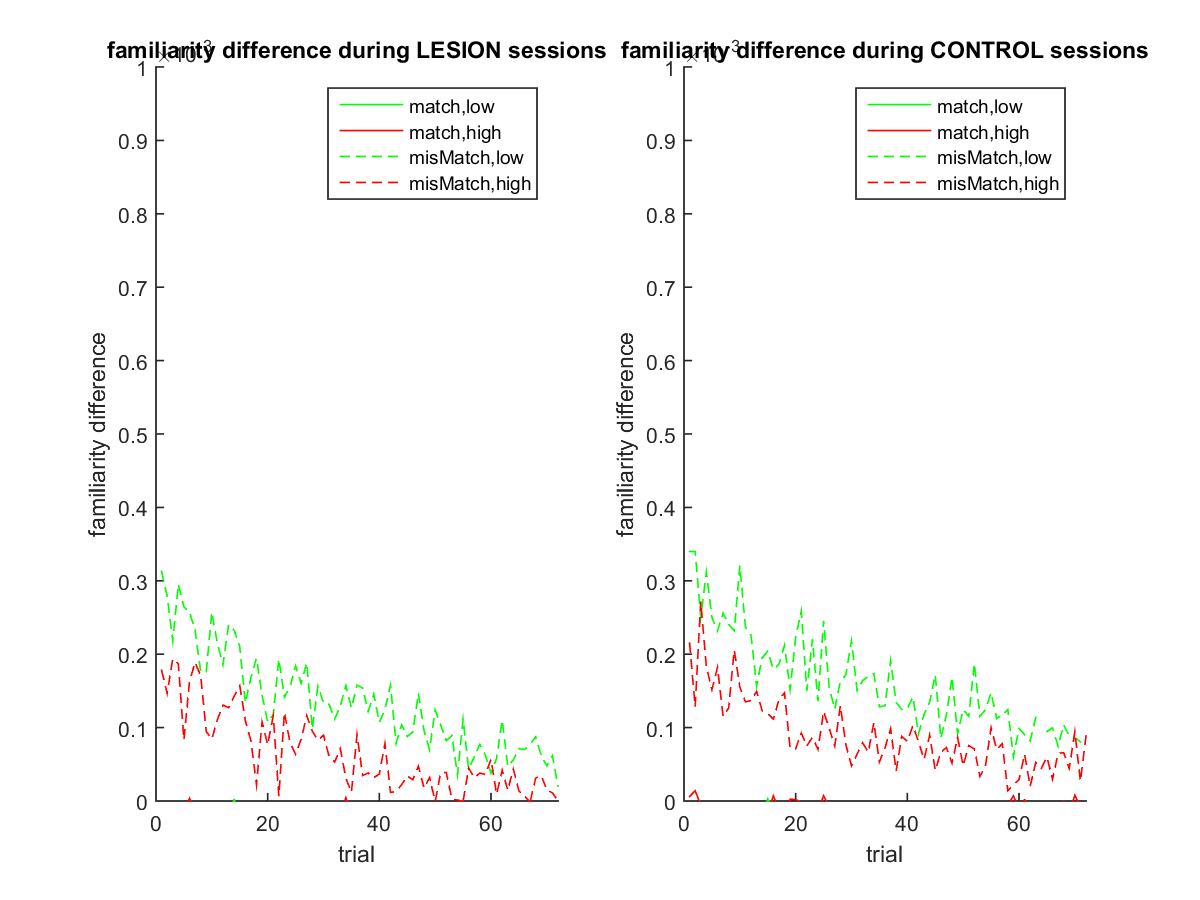 familiarity difference during LESION sessions
familiarity difference during CONTROL sessions
1
0.9
0.8
0.7
0.6
0.5
0.4
0.3
0.2
0.1
0
familiarity difference
match,low
match,high
misMatch,low
misMatch,high
0 20 40 60
trial
1
0.9
0.8
0.7
0.6
0.5
0.4
0.3
0.2
0.1
0
familiarity difference
match,low
match,high
misMatch,low
misMatch,high
0 20 40 60
trial